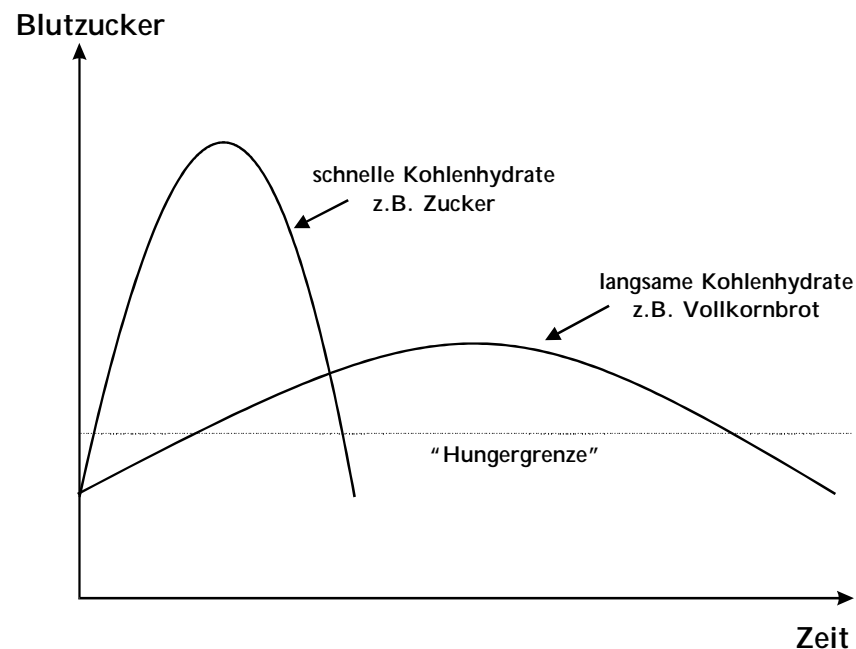 Blutzucker
schnelle Kohlenhydrate
z.B. Zucker
langsame Kohlenhydrate
z.B. Vollkornbrot
“Hungergrenze”
Zeit